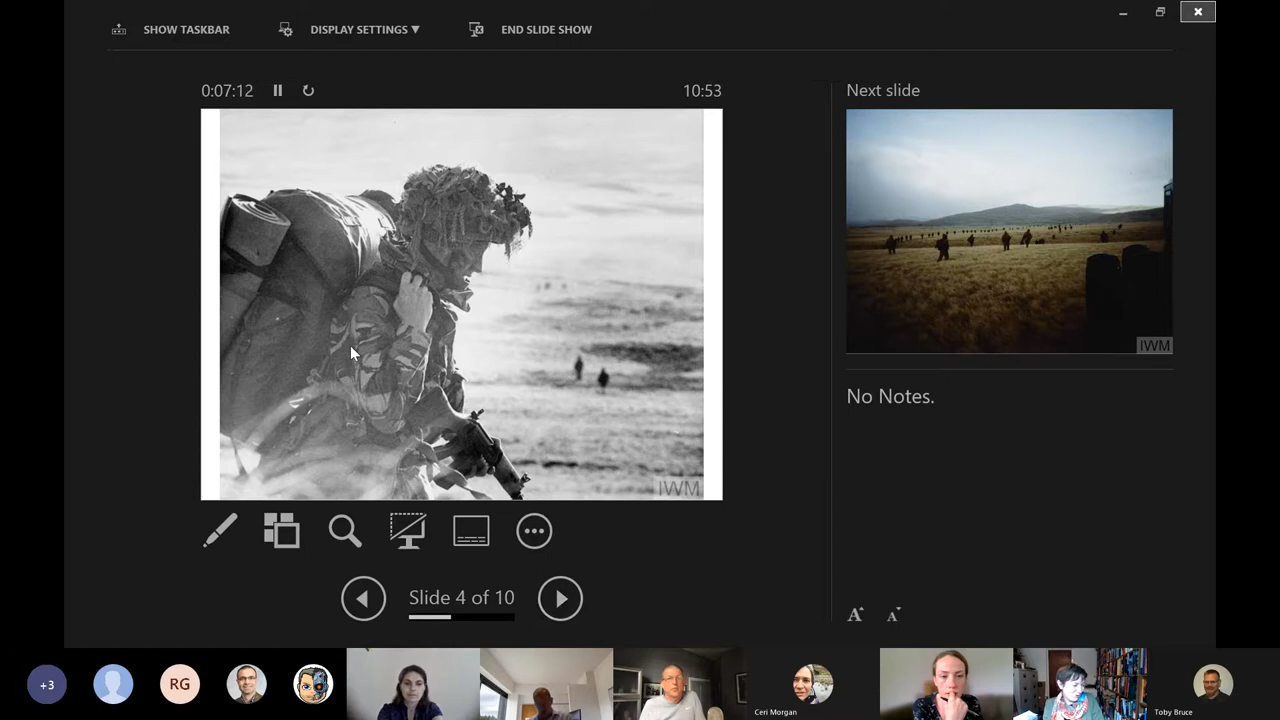 SHOW TASKBAR
DISPLAY SETTINGS ▼
END SLIDE SHOW
0:07:12
10:53
Next slide
IWM
No Notes.
IWM
Slide 4 of 10
A
A
+3
RG
Ceri Morgan
Toby Bruce